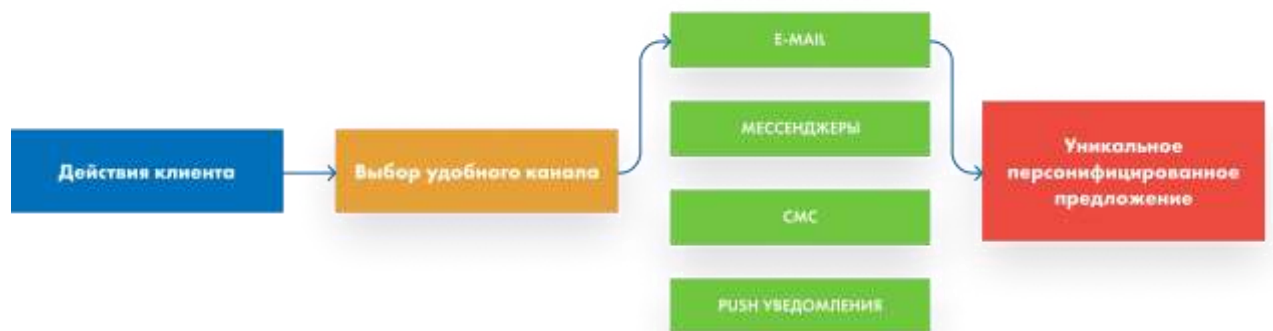 Действия клиента
Выбор удобного канала
E-MAIL
МЕССЕНДЖЕРЫ
СМС
PUSH УВЕДОМЛЕНИЯ
Уникальное
персонифицированное
предложение